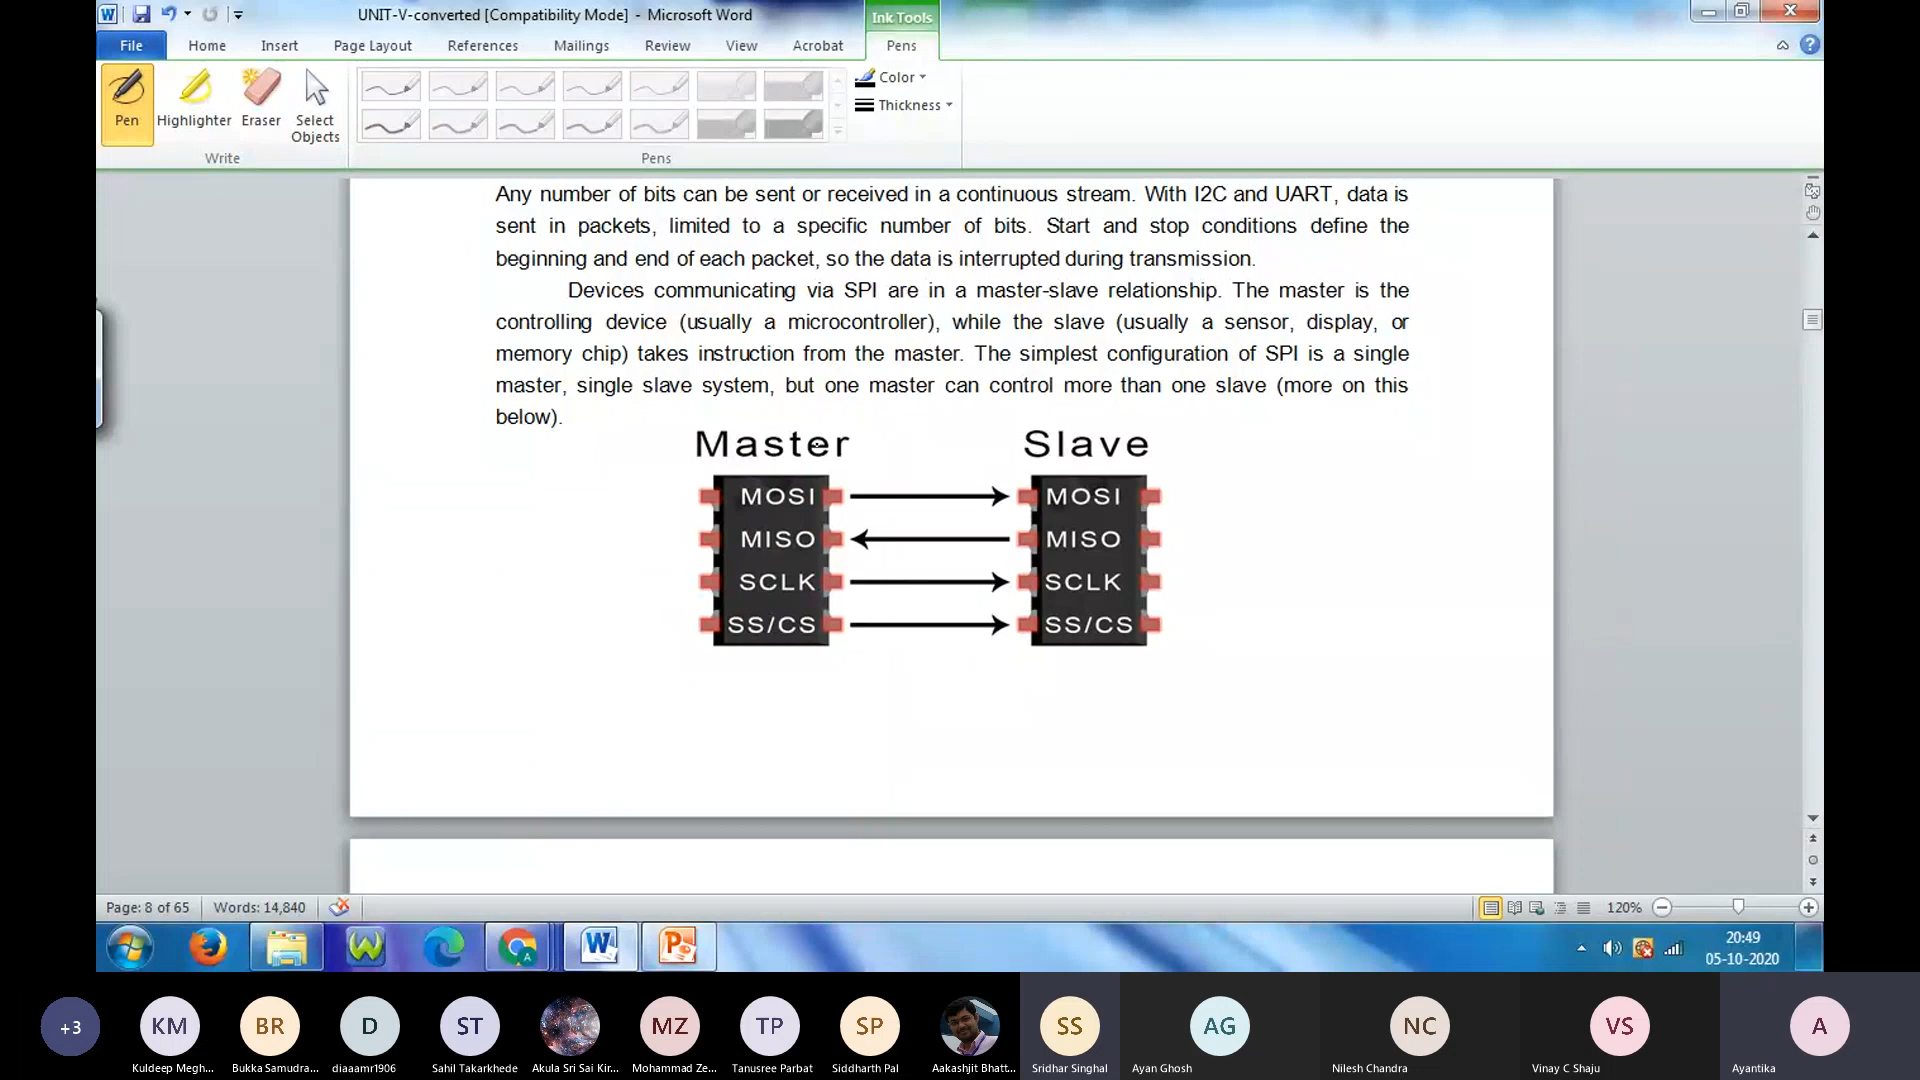 UNIT-V-converted [Compatibility Mode] - Microsoft Word
Ink Tools
File Home Insert Page Layout References Mailings Review View Acrobat Pens
Color
Thickness
Pen Highlighter Eraser Select Objects
Write Pens
Any number of bits can be sent or received in a continuous stream. With I2C and UART, data is
sent in packets, limited to a specific number of bits. Start and stop conditions define the
beginning and end of each packet, so the data is interrupted during transmission.
Devices communicating via SPI are in a master-slave relationship. The master is the
controlling device (usually a microcontroller), while the slave (usually a sensor, display, or
memory chip) takes instruction from the master. The simplest configuration of SPI is a single
master, single slave system, but one master can control more than one slave (more on this
below).
Master Slave
MOSI MOSI
MISO MISO
SCLK SCLK
SS/CS SS/CS
Page: 8 of 65 Words: 14,840 120%
20:49
05-10-2020
+3 KM BR D ST MZ TP SP SS AG NC VS A
Kuldeep Megh... Bukka Samudra... diaaamr1906 Sahil Takarkhede Akula Sri Sai Kir... Mohammad Ze... Tanusree Parbat Siddharth Pal Aakashjit Bhatt... Sridhar Singhal Ayan Ghosh Nilesh Chandra Vinay C Shaju Ayantika